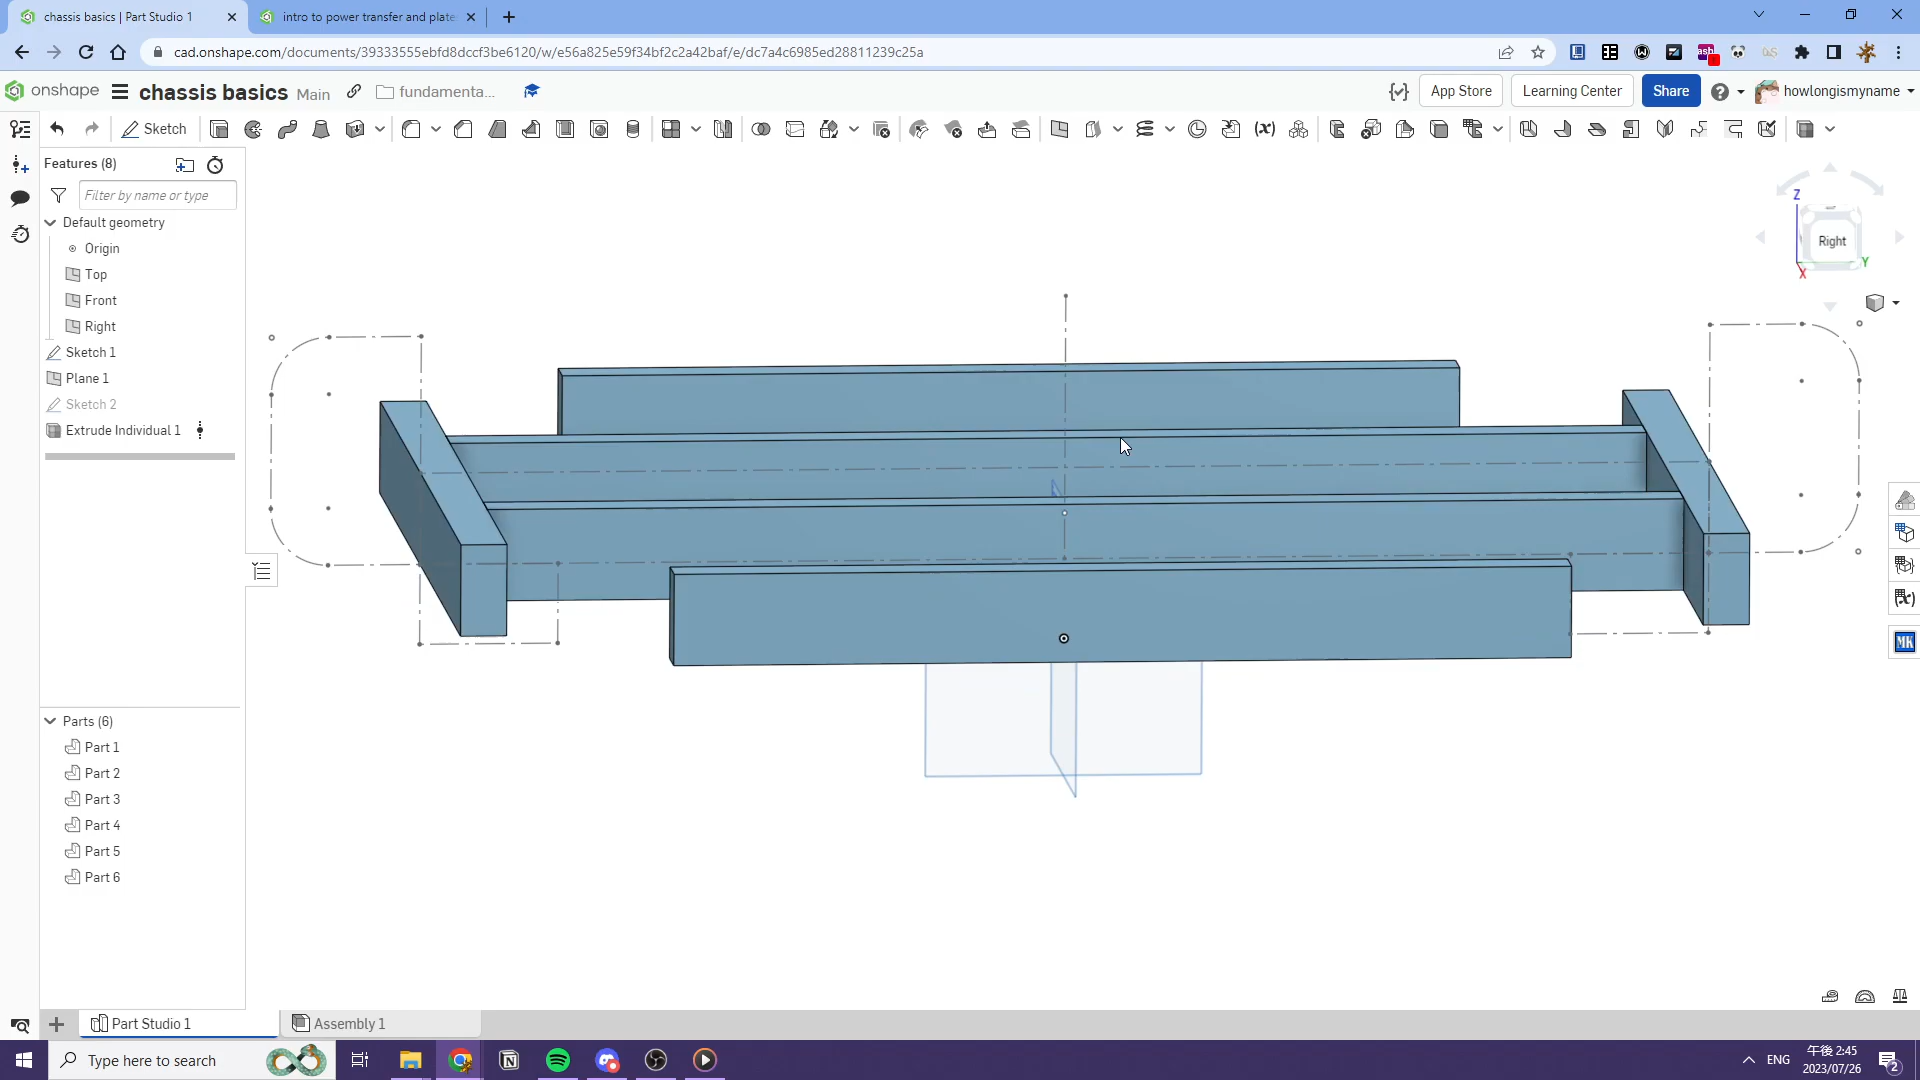 chassis basics | Part Studio 1
intro to power transfer and plate
cad.onshape.com/documents/39333555ebfd8dccf3be6120/w/e56a825e59f34bf2c2a42baf/e/dc7a4c6985ed28811239c25a
onshape
chassis basics Main
fundamenta...
App Store
Learning Center
Share
howlongismyname
Sketch
(x)
Features (8)
Filter by name or type
Default geometry
Origin
Top
Front
Right
Sketch 1
Plane 1
Sketch 2
Extrude Individual 1
Z
Right
Y
X
MK
Parts (6)
Part 1
Part 2
Part 3
Part 4
Part 5
Part 6
Part Studio 1
Assembly 1
Type here to search
ENG
午後 2:45
2023/07/26
2